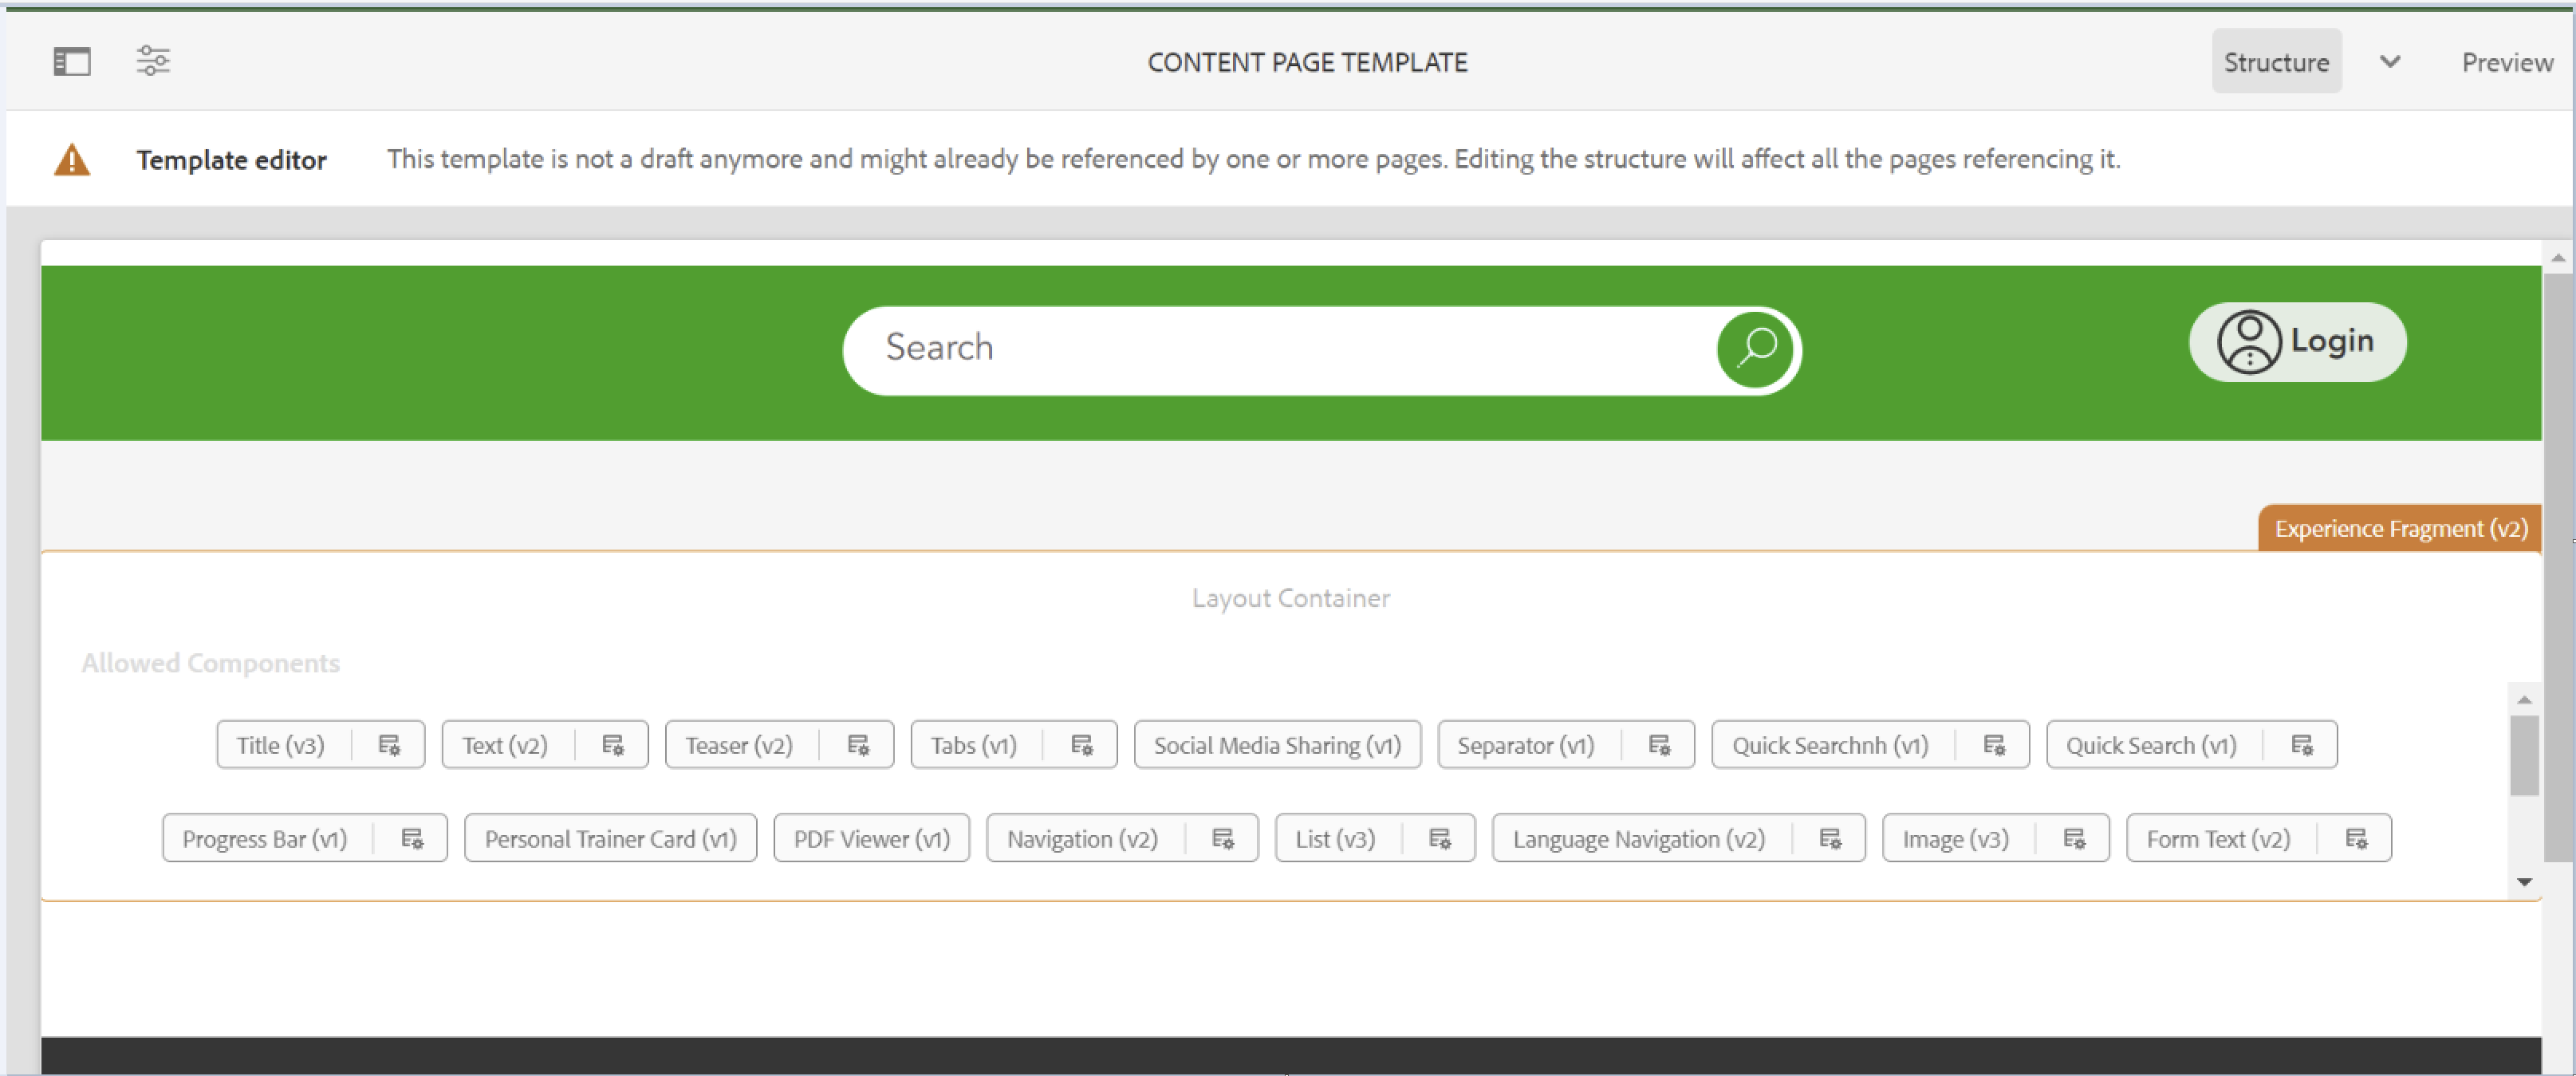 CONTENT PAGE TEMPLATE Structure Preview
Template editor This template is not a draft anymore and might already be referenced by one or more pages. Editing the structure will affect all the pages referencing it.
Search Login
Experience Fragment (v2)
Layout Container
Allowed Components
Title (v3) Text (v2) Teaser (v2) Tabs (v1) Social Media Sharing (v1) Separator (v1) Quick Searchnh (v1) Quick Search (v1)
Progress Bar (v1) Personal Trainer Card (v1) PDF Viewer (v1) Navigation (v2) List (v3) Language Navigation (v2) Image (v3) Form Text (v2)